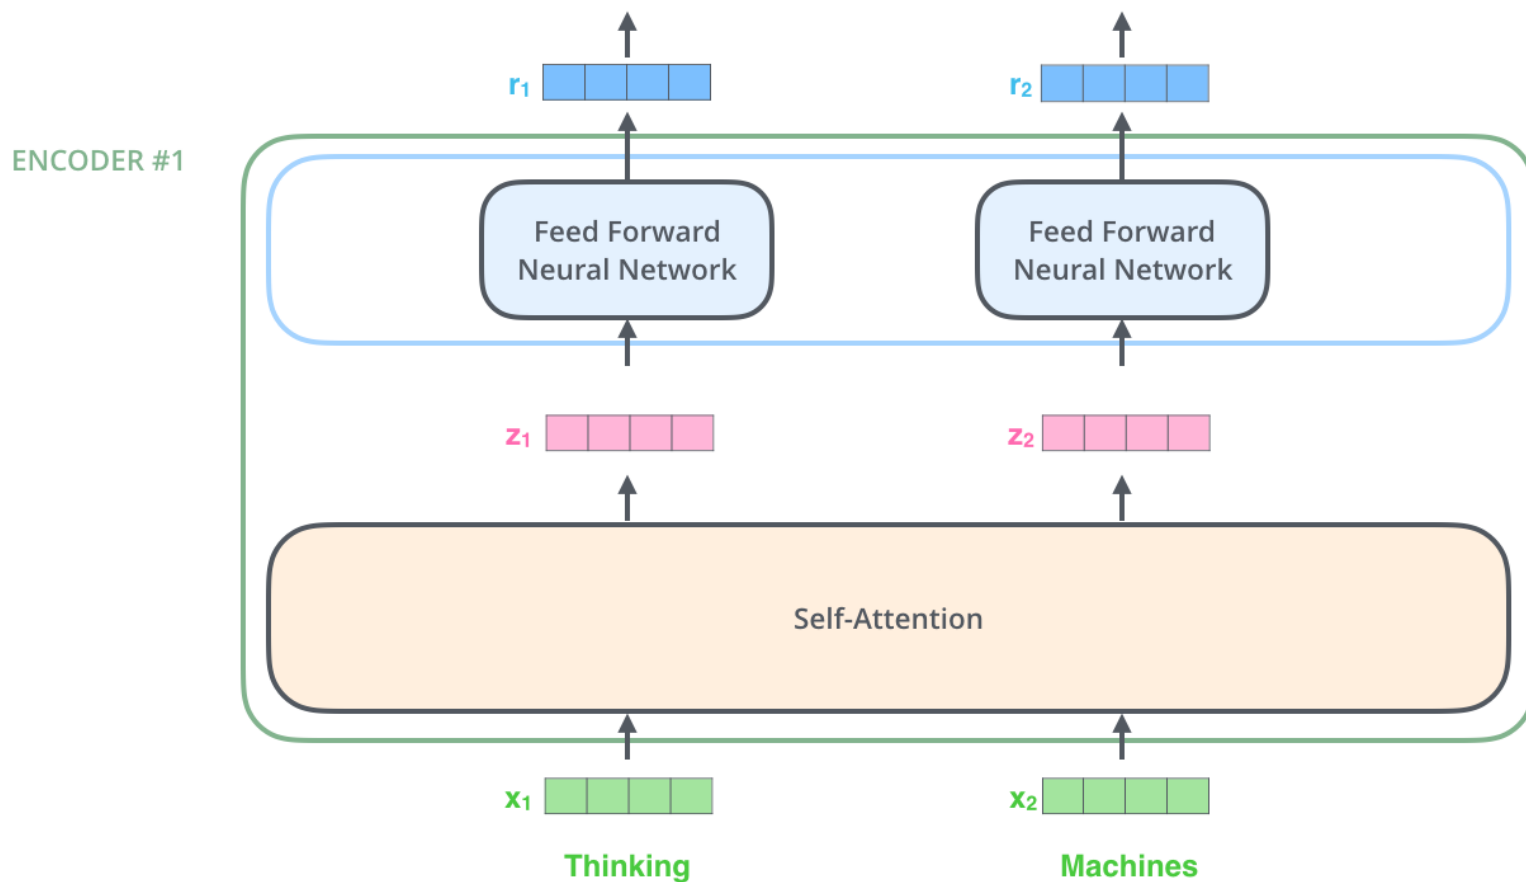 r₁
r₂
ENCODER #1
Feed Forward
Neural Network
Feed Forward
Neural Network
z₁
z₂
Self-Attention
x₁
x₂
Thinking
Machines